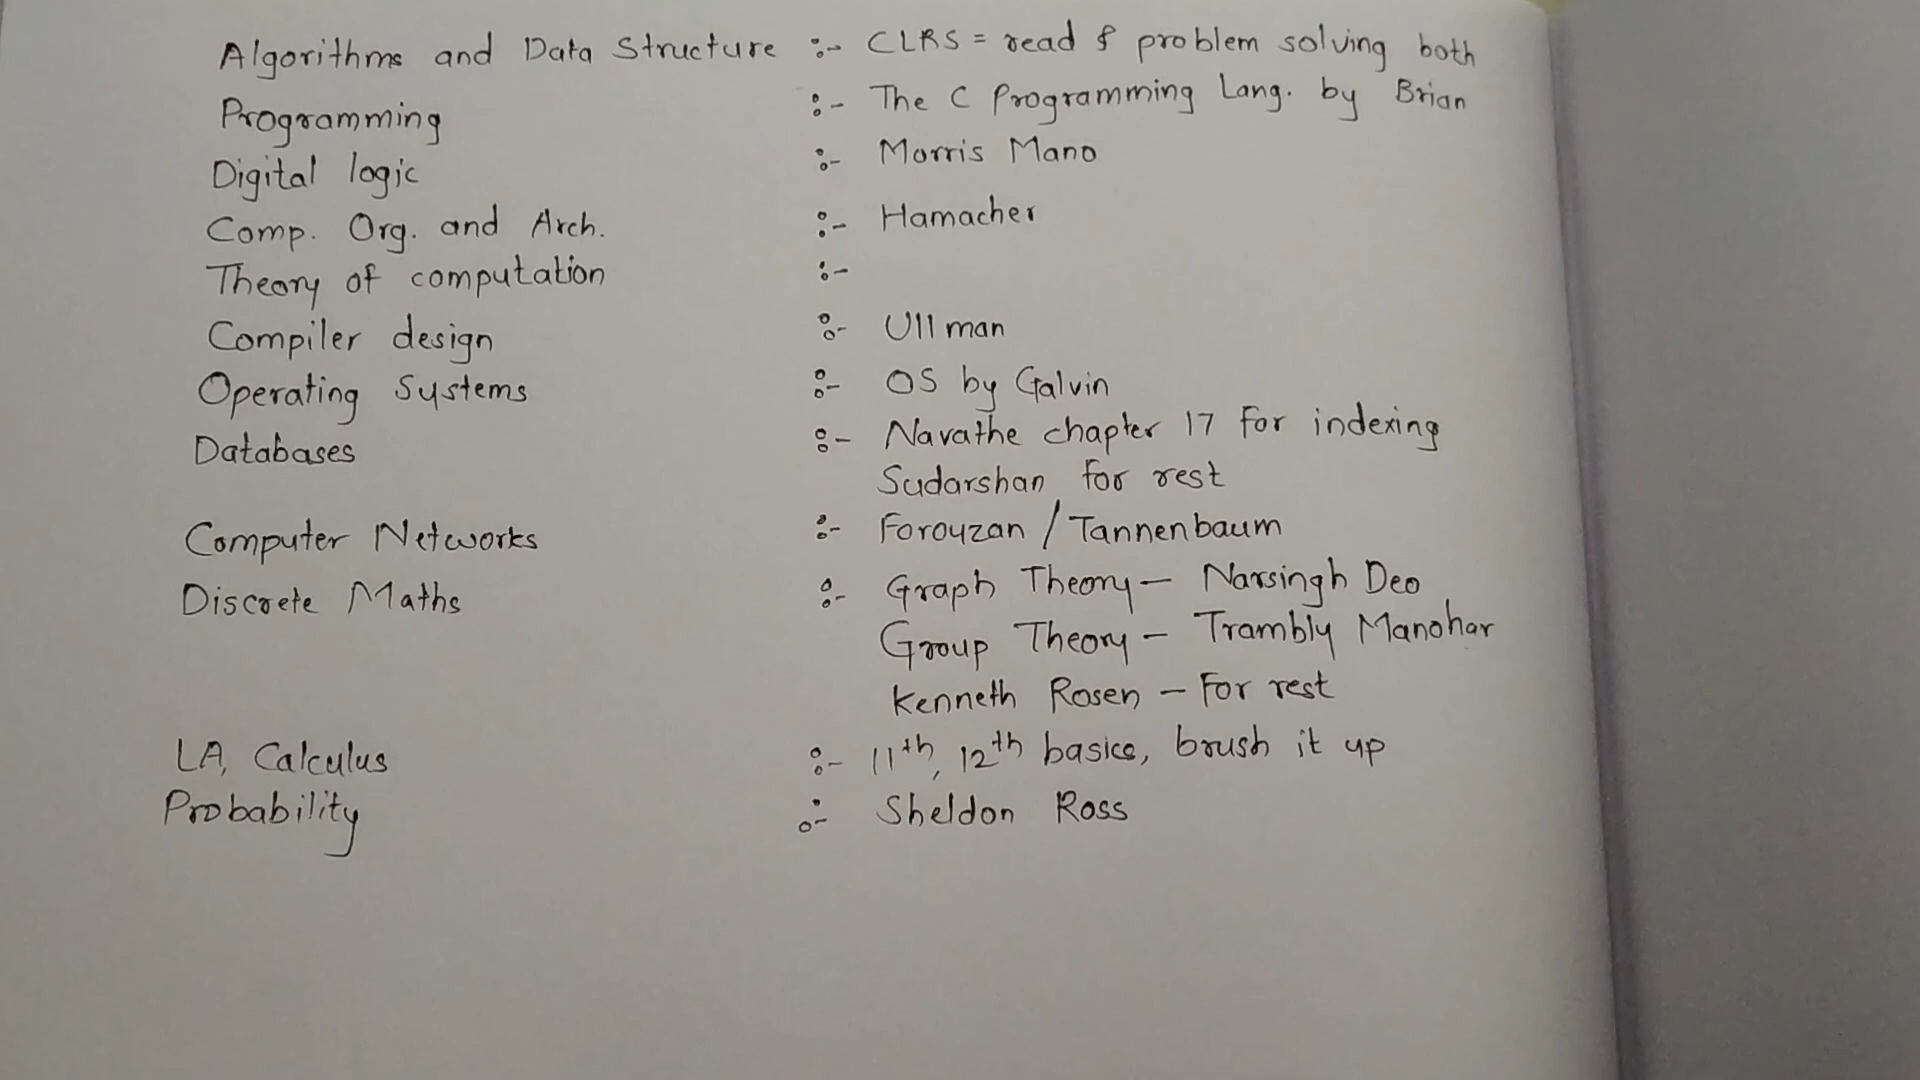 Algorithms and Data Structure :- CLRS = read & problem solving both
Programming :- The C Programming Lang. by Brian
Digital logic :- Morris Mano
Comp. Org. and Arch. :- Hamacher
Theory of computation :-
Compiler design :- Ullman
Operating Systems :- OS by Galvin
Databases :- Navathe chapter 17 for indexing
Sudarshan for rest
Computer Networks :- Forouzan / Tannenbaum
Discrete Maths :- Graph Theory - Narsingh Deo
Group Theory - Trambly Manohar
Kenneth Rosen - For rest
LA, Calculus :- 11th, 12th basics, brush it up
Probability :- Sheldon Ross